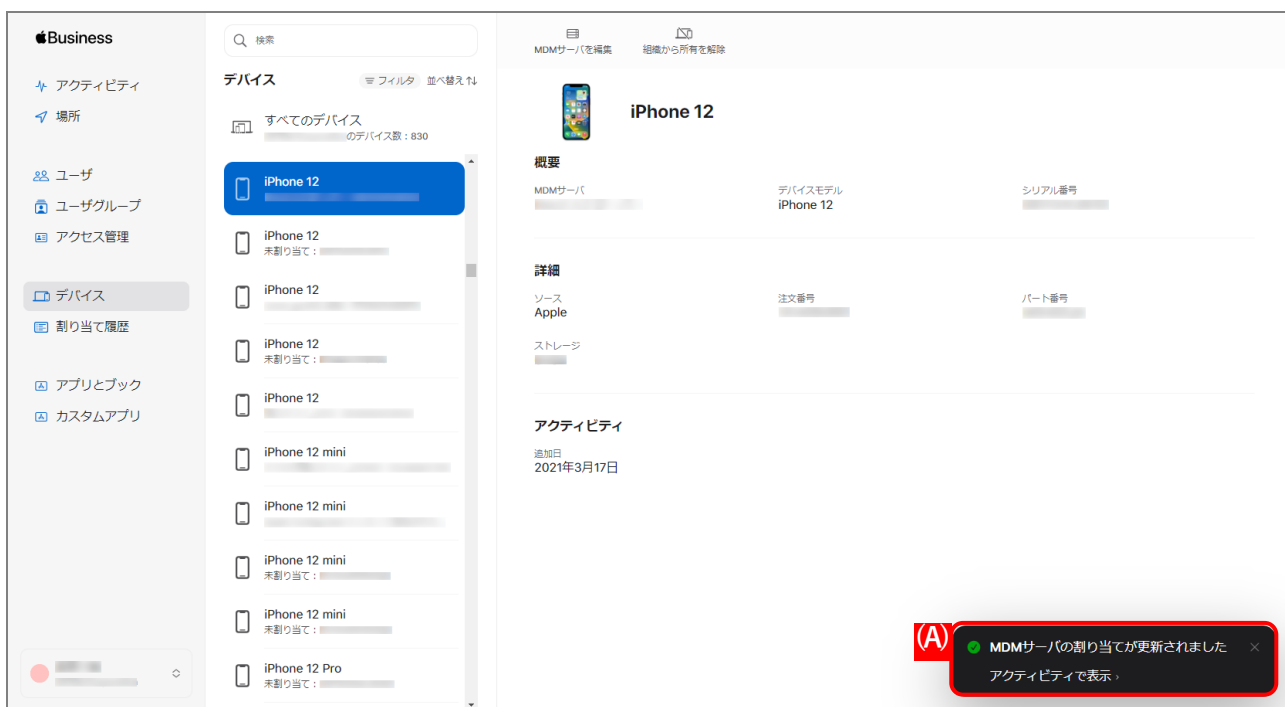 Business
アクティビティ
場所
ユーザ
ユーザグループ
アクセス管理
デバイス
割り当て履歴
アプリとブック
カスタムアプリ
検索
デバイス
フィルタ 並べ替え
すべてのデバイス
のデバイス数：830
iPhone 12
iPhone 12
未割り当て：
iPhone 12
iPhone 12
未割り当て：
iPhone 12
iPhone 12 mini
iPhone 12 mini
iPhone 12 mini
未割り当て：
iPhone 12 mini
未割り当て：
iPhone 12 Pro
未割り当て：
MDMサーバを編集 組織から所有を解除
iPhone 12
概要
MDMサーバ デバイスモデル シリアル番号
iPhone 12
詳細
ソース 注文番号 パート番号
Apple
ストレージ
アクティビティ
追加日
2021年3月17日
(A)
MDMサーバの割り当てが更新されました
アクティビティで表示 ›